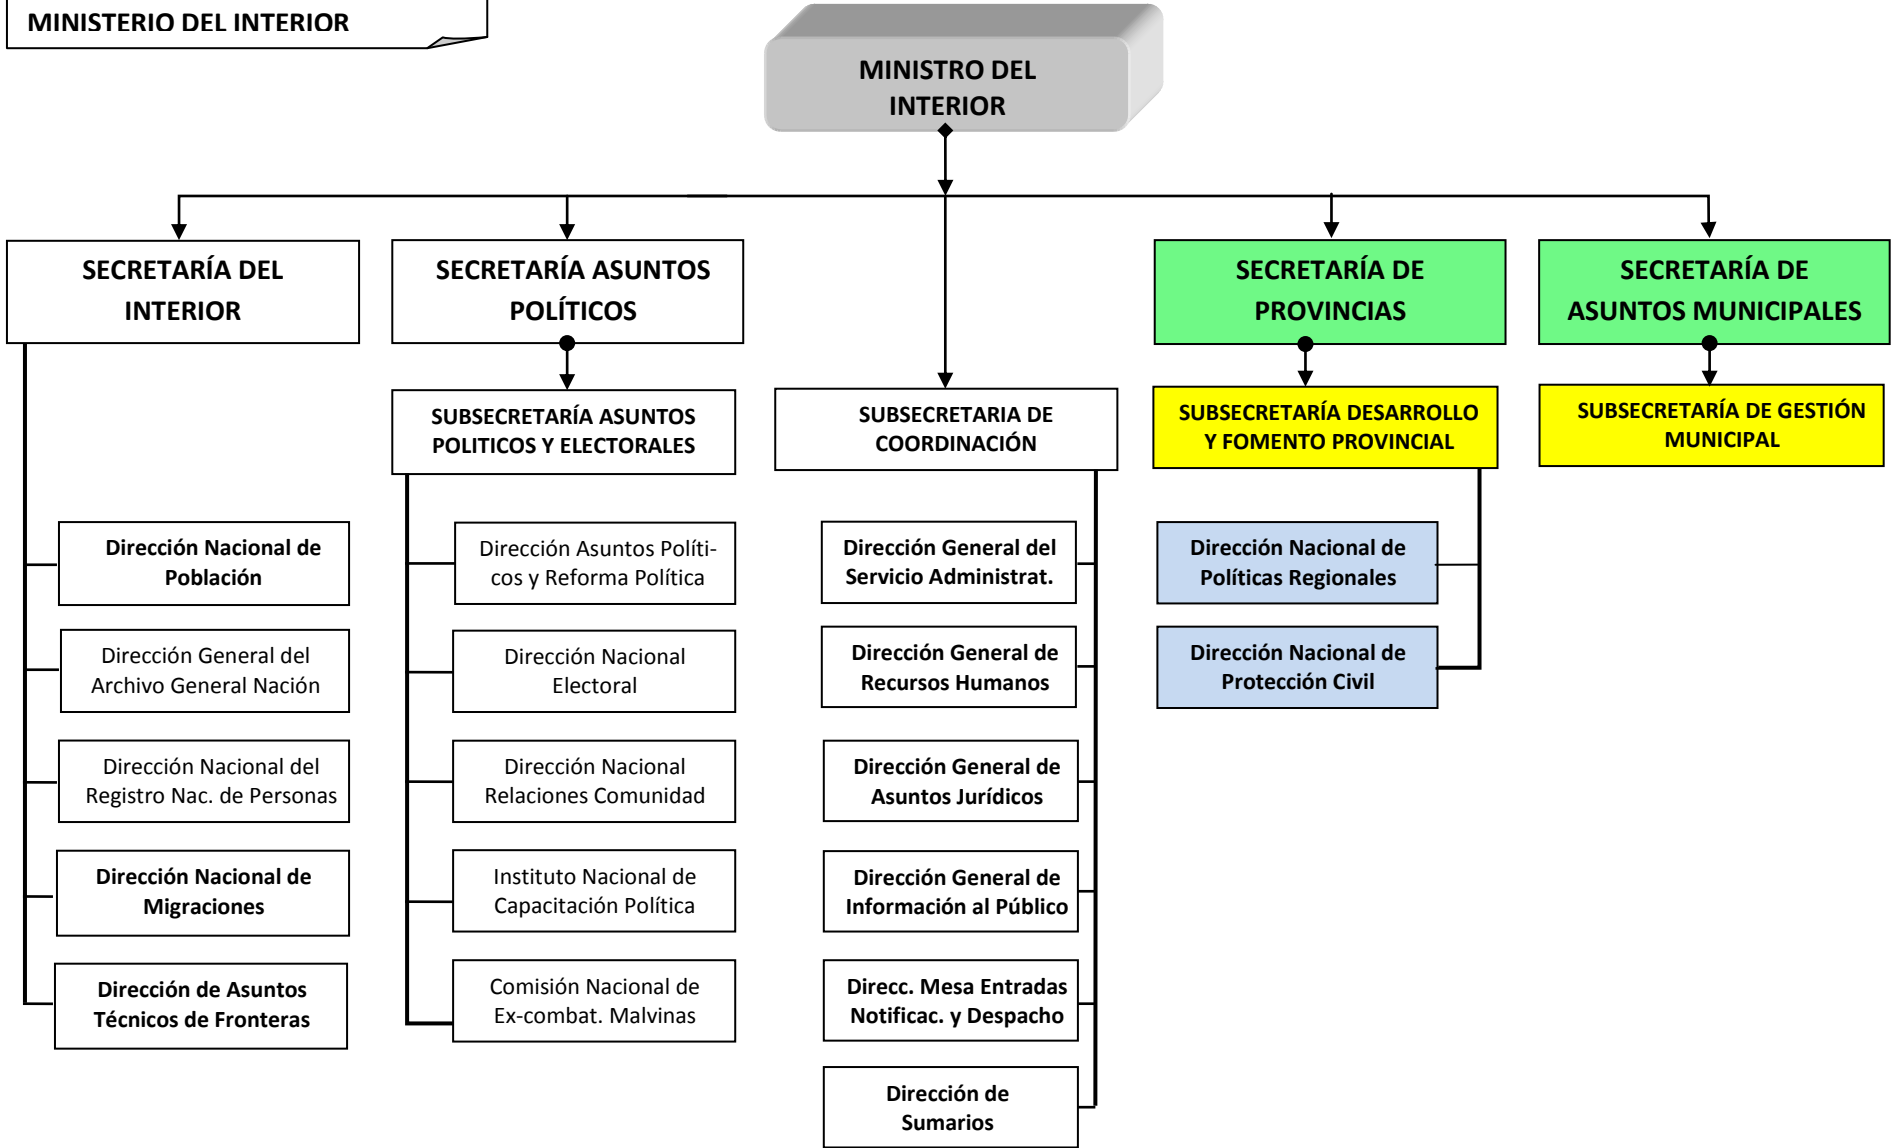 MINISTERIO DEL INTERIOR
MINISTRO DEL
INTERIOR
SECRETARÍA DEL
INTERIOR
SECRETARÍA ASUNTOS
POLÍTICOS
SECRETARÍA DE
PROVINCIAS
SECRETARÍA DE
ASUNTOS MUNICIPALES
SUBSECRETARÍA ASUNTOS
POLITICOS Y ELECTORALES
SUBSECRETARIA DE
COORDINACIÓN
SUBSECRETARÍA DESARROLLO
Y FOMENTO PROVINCIAL
SUBSECRETARÍA DE GESTIÓN
MUNICIPAL
Dirección Nacional de
Población
Dirección General del
Archivo General Nación
Dirección Nacional del
Registro Nac. de Personas
Dirección Nacional de
Migraciones
Dirección de Asuntos
Técnicos de Fronteras
Dirección Asuntos Políti-
cos y Reforma Política
Dirección Nacional
Electoral
Dirección Nacional
Relaciones Comunidad
Instituto Nacional de
Capacitación Política
Comisión Nacional de
Ex-combat. Malvinas
Dirección General del
Servicio Administrat.
Dirección General de
Recursos Humanos
Dirección General de
Asuntos Jurídicos
Dirección General de
Información al Público
Direcc. Mesa Entradas
Notificac. y Despacho
Dirección de
Sumarios
Dirección Nacional de
Políticas Regionales
Dirección Nacional de
Protección Civil